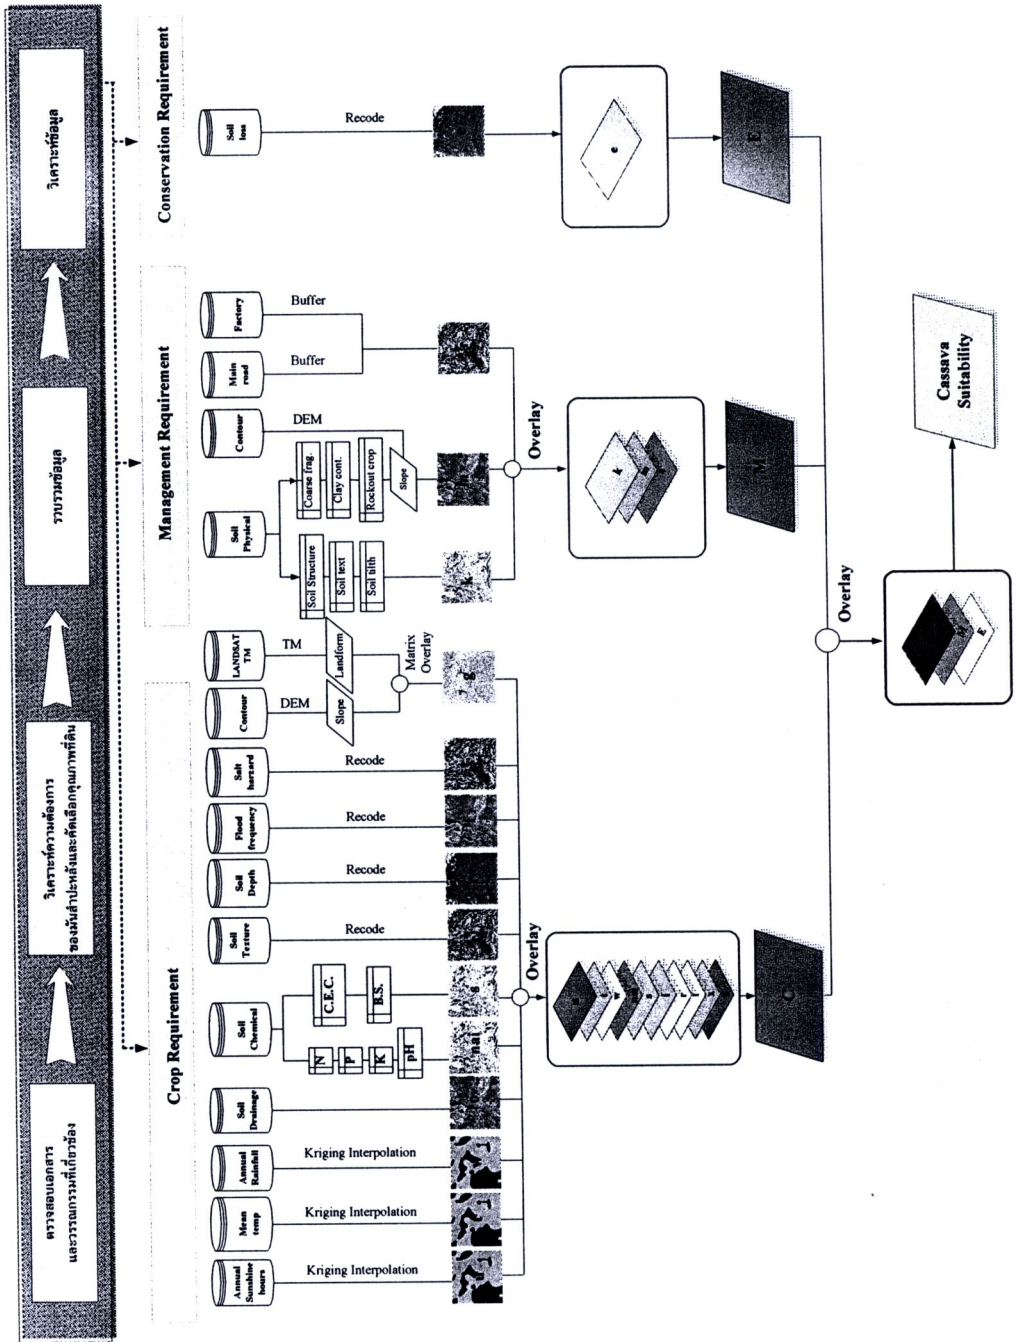 ตรวจสอบเอกสาร
และวรรณกรรมที่เกี่ยวข้อง
วิเคราะห์ความต้องการ
ของมันสำปะหลังและคัดเลือกคุณภาพที่ดิน
รวบรวมข้อมูล
วิเคราะห์ข้อมูล
Crop Requirement
Management Requirement
Conservation Requirement
Annual
Sunshine
hours
Mean
temp
Annual
Rainfall
Soil
Drainage
Soil
Chemical
Soil
Texture
Soil
Depth
Flood
frequency
Salt
harzard
Contour
LANDSAT
TM
Soil
Physical
Contour
Main
road
Factory
Soil
loss
Kriging Interpolation
Kriging Interpolation
Kriging Interpolation
N
P
K
pH
C.E.C.
B.S.
Recode
Recode
Recode
Recode
DEM
Slope
TM
Landform
Matrix
Overlay
Soil Structure
Soil text
Soil tilth
Coarse frag.
Clay cont.
Rockout crop
DEM
Slope
Buffer
Buffer
Recode
nai
s
g
k
Overlay
Overlay
e
C
M
E
Overlay
M
E
Cassava
Suitability